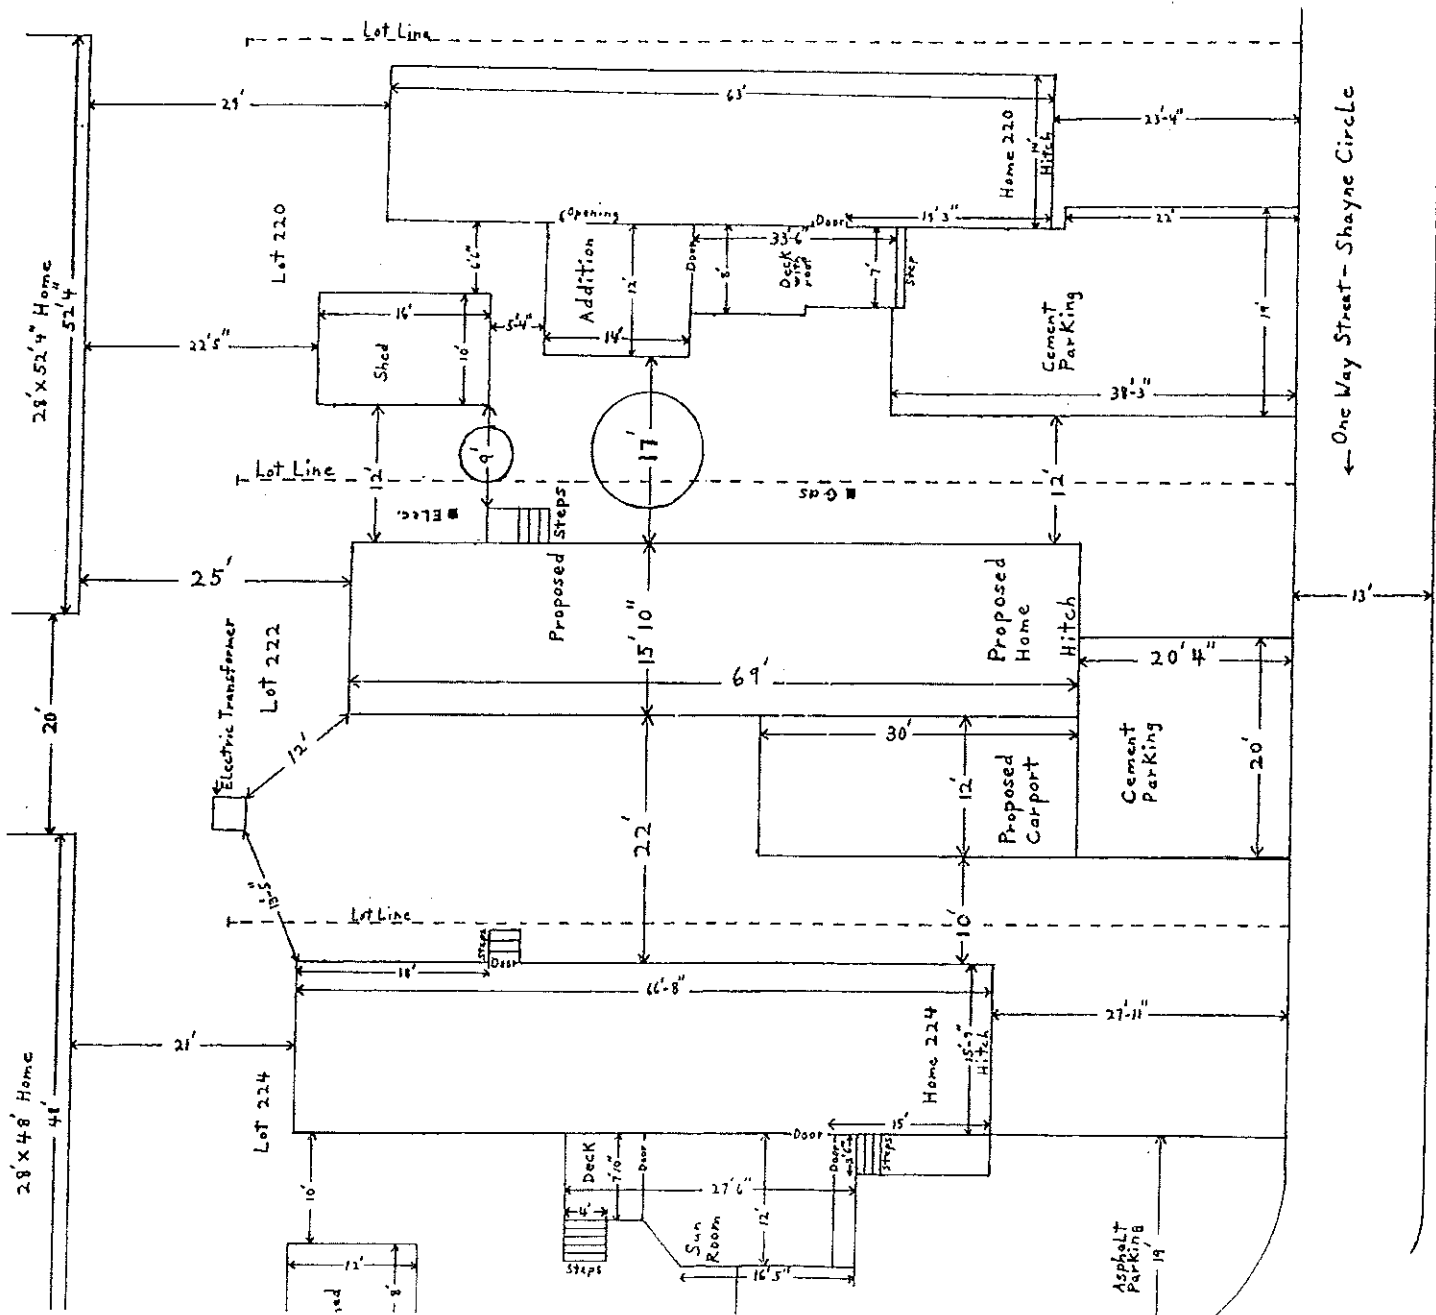 Lot Line
29'
63'
23'-4"
Home 220
14'
Hitch
One Way Street - Shayne Circle
28' X 52'4" Home
52'4"
Lot 220
Opening
Door
15'3"
22'
6'6"
Addition
12'
Door
33'-6"
8'
Deck
with
roof
7'
Step
Cement
Parking
19'
22'5"
16'
Shed
10'
5'-4"
14'
38'-3"
12'
9'
17'
12'
Lot Line
Elec.
Steps
Gas
25'
Proposed
15'10"
Proposed
Home
Hitch
13'
Electric Transformer
Lot 222
69'
20'4"
20'
12'
30'
Proposed
Carport
12'
Cement
Parking
20'
22'
13'-5"
Lot Line
10'
Steps
Door
18'
66'-8"
27'-11"
Home 224
15'-9"
Hitch
21'
28' X 48' Home
48'
Lot 224
Door
15'
10'
Deck
7'10"
Door
27'6"
Door
3'6"
Steps
4'
12'
Sun
Room
Steps
16'5"
Asphalt
Parking
19'
12'
8'